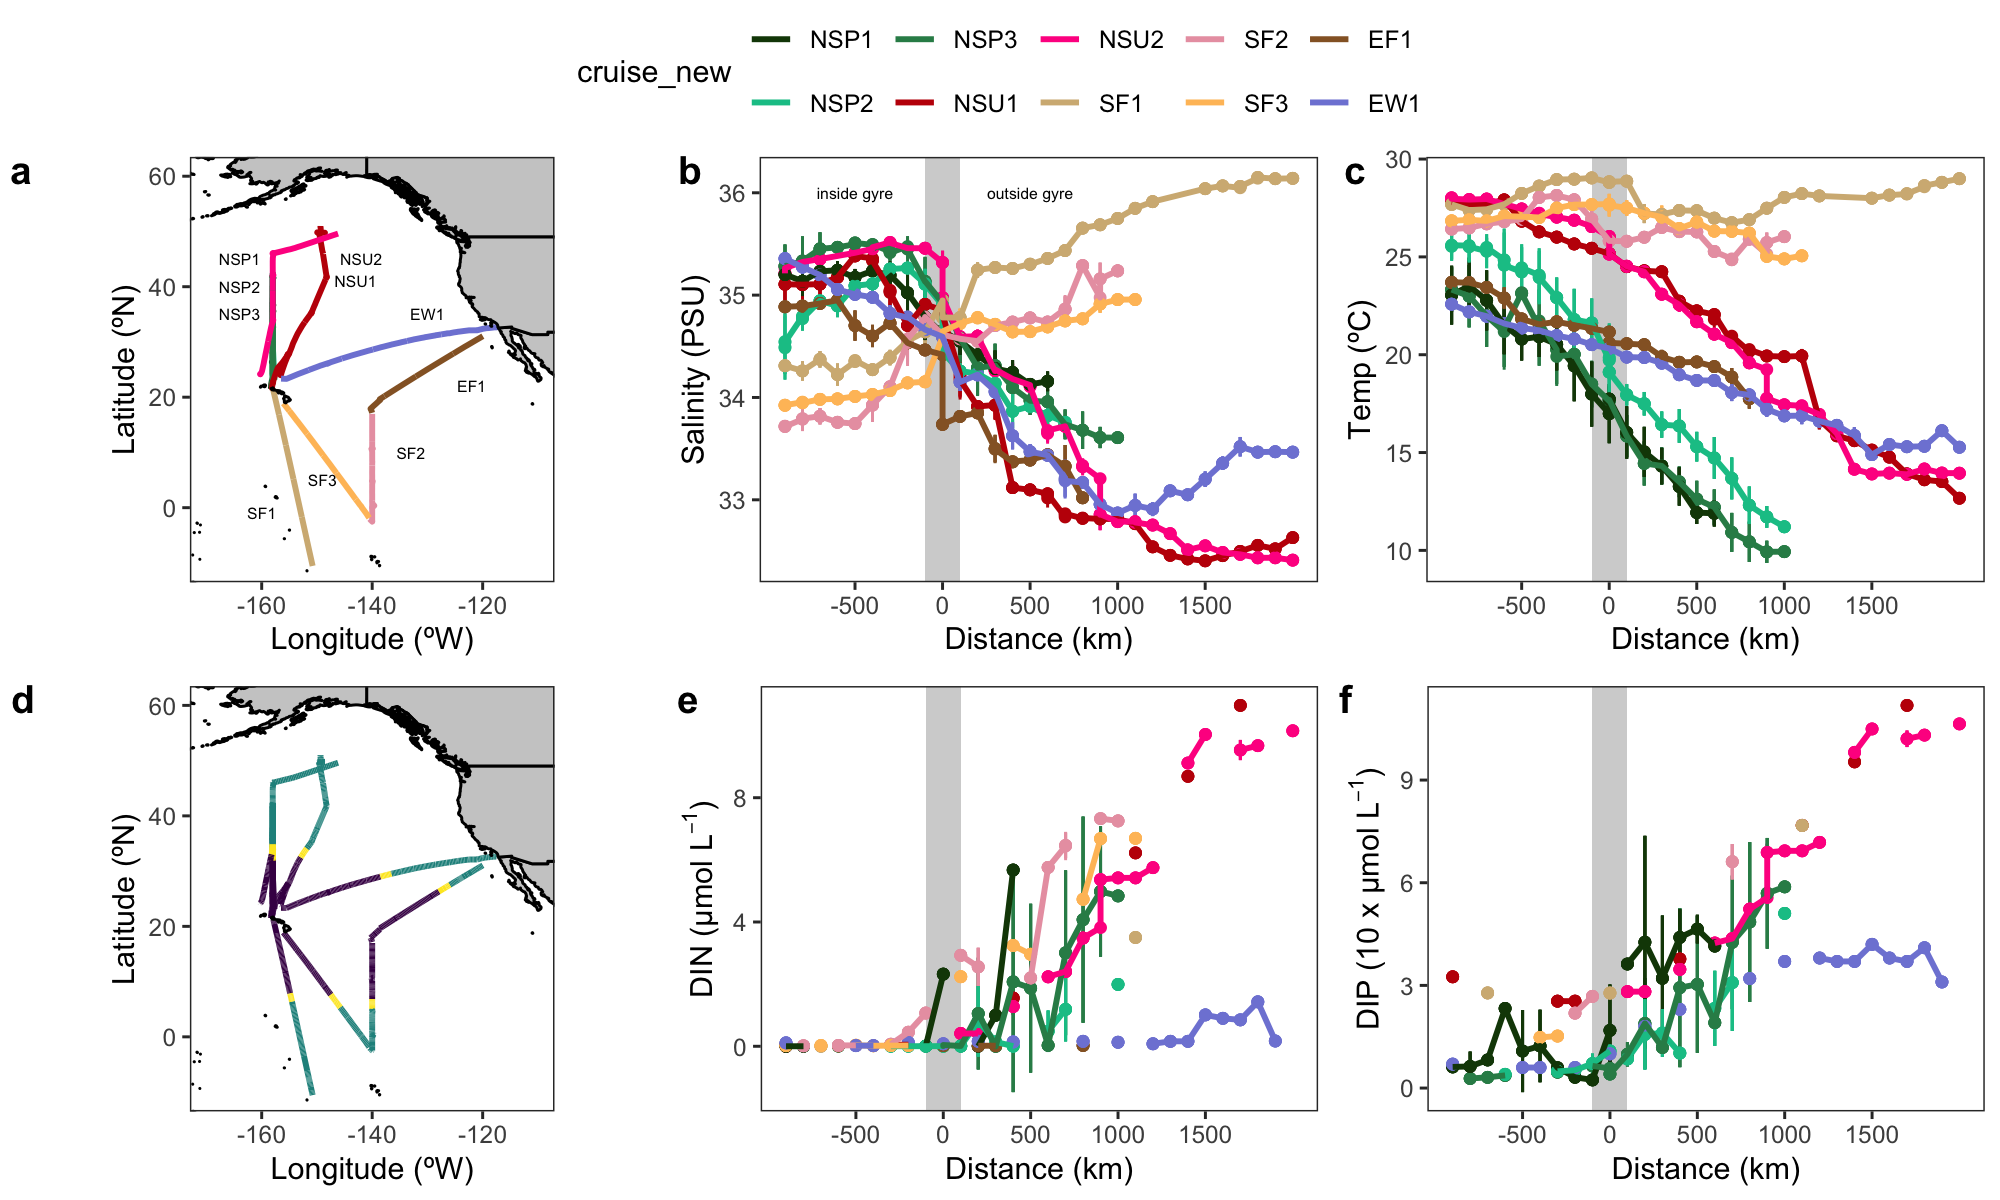 cruise_new
NSP1 NSP3 NSU2 SF2 EF1
NSP2 NSU1 SF1 SF3 EW1
a
60
40
20
0
Latitude (ºN)
NSP1
NSP2
NSP3
NSU2
NSU1
EW1
EF1
SF2
SF3
SF1
-160 -140 -120
Longitude (ºW)
b
36
35
34
33
Salinity (PSU)
inside gyre
outside gyre
-500 0 500 1000 1500
Distance (km)
c
30
25
20
15
10
Temp (ºC)
-500 0 500 1000 1500
Distance (km)
d
60
40
20
0
Latitude (ºN)
-160 -140 -120
Longitude (ºW)
e
8
4
0
DIN (μmol L−1)
-500 0 500 1000 1500
Distance (km)
f
9
6
3
0
DIP (10 x μmol L−1)
-500 0 500 1000 1500
Distance (km)